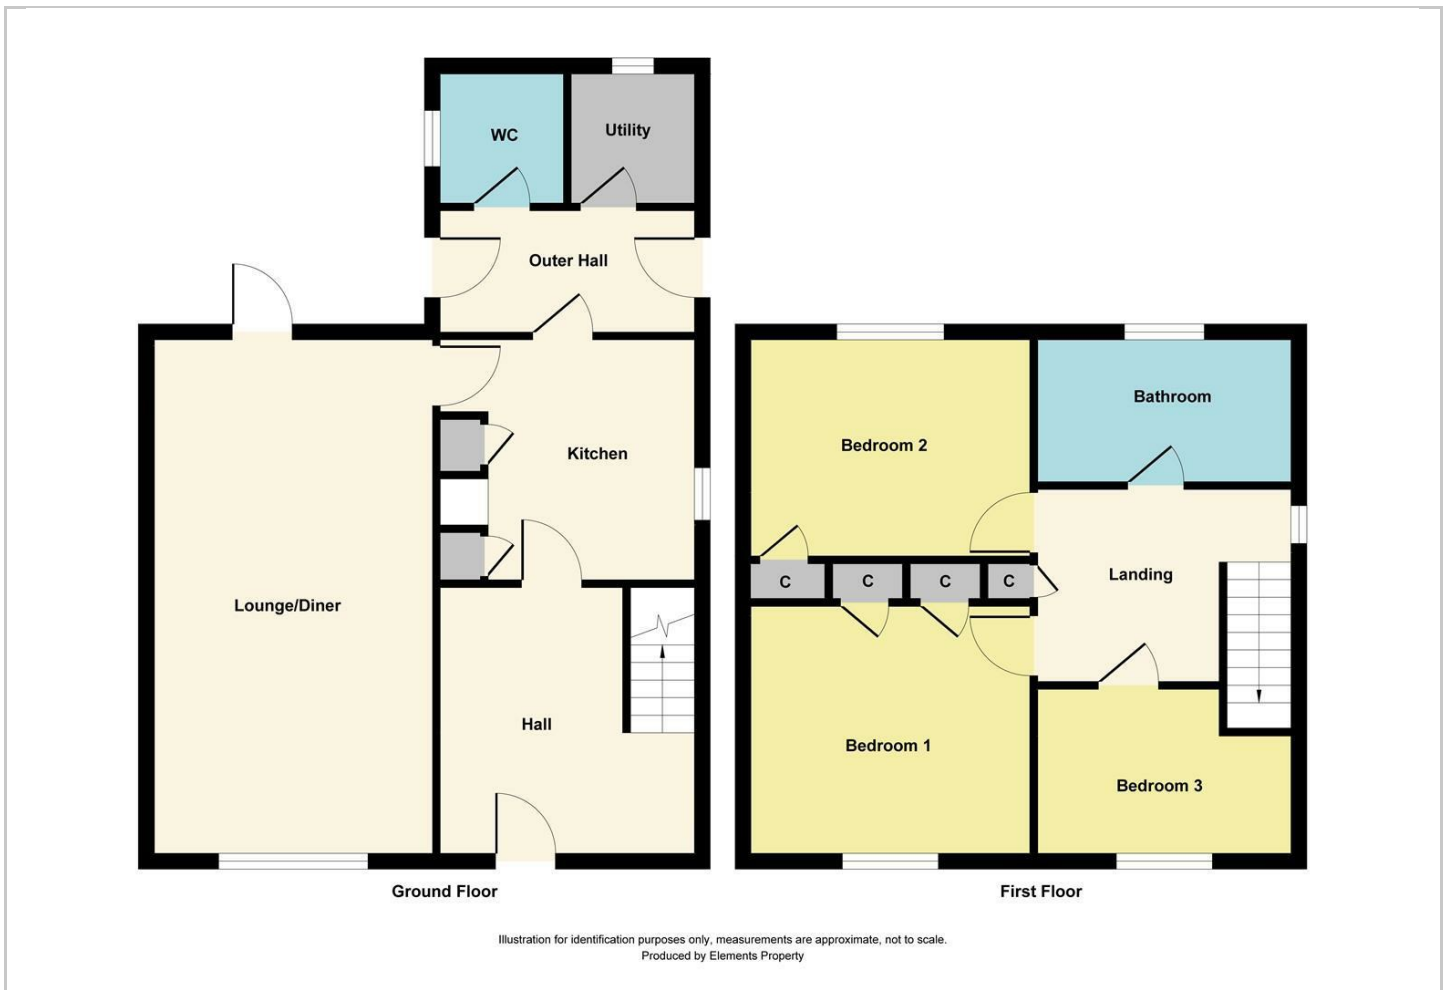 WC
Utility
Outer Hall
Kitchen
Lounge/Diner
Hall
Ground Floor
Bathroom
Bedroom 2
Landing
C
C
C
C
Bedroom 1
Bedroom 3
First Floor
Illustration for identification purposes only, measurements are approximate, not to scale.
Produced by Elements Property